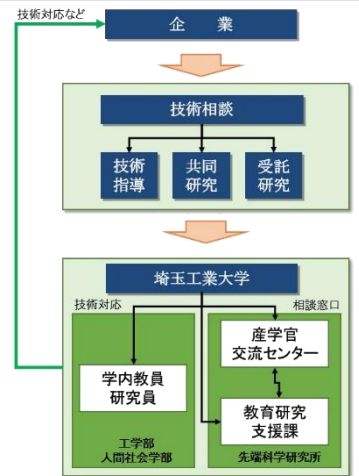 技術対応など
企　業
技術相談
技術
指導
共同
研究
受託
研究
埼玉工業大学
技術対応
相談窓口
学内教員
研究員
工学部
人間社会学部
産学官
交流センター
教育研究
支援課
先端科学研究所